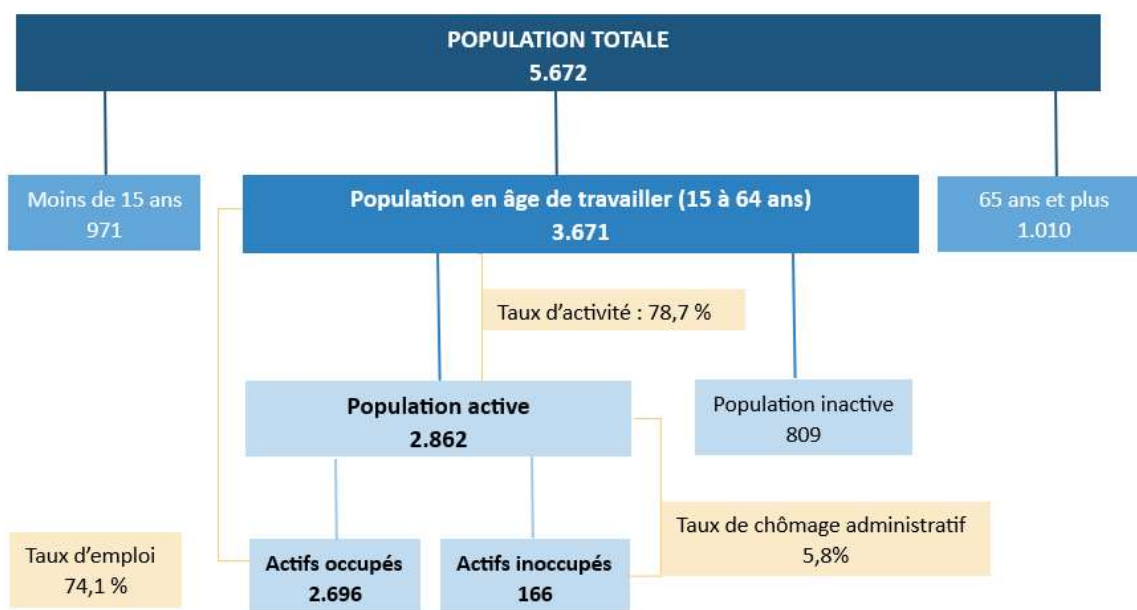 POPULATION TOTALE
5.672
Moins de 15 ans
971
Population en âge de travailler (15 à 64 ans)
3.671
65 ans et plus
1.010
Taux d’activité : 78,7 %
Population active
2.862
Population inactive
809
Taux d’emploi
74,1 %
Actifs occupés
2.696
Actifs inoccupés
166
Taux de chômage administratif
5,8%